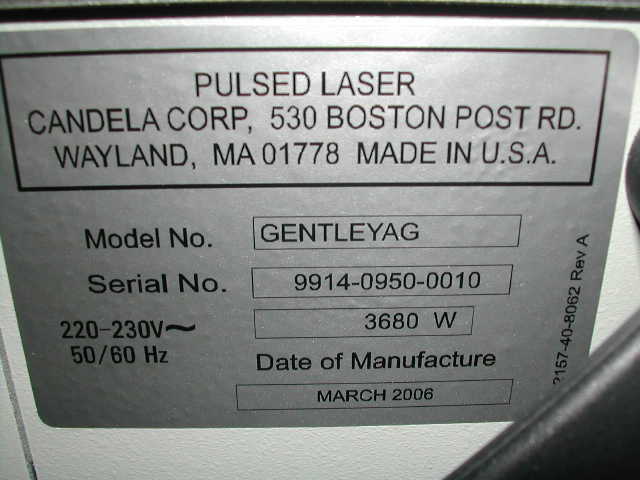 PULSED LASER
CANDELA CORP, 530 BOSTON POST RD.
WAYLAND, MA 01778 MADE IN U.S.A.
Model No. GENTLEYAG
Serial No. 9914-0950-0010
220-230V~ 3680 W
50/60 Hz
Date of Manufacture
MARCH 2006
2157-40-8062 Rev A